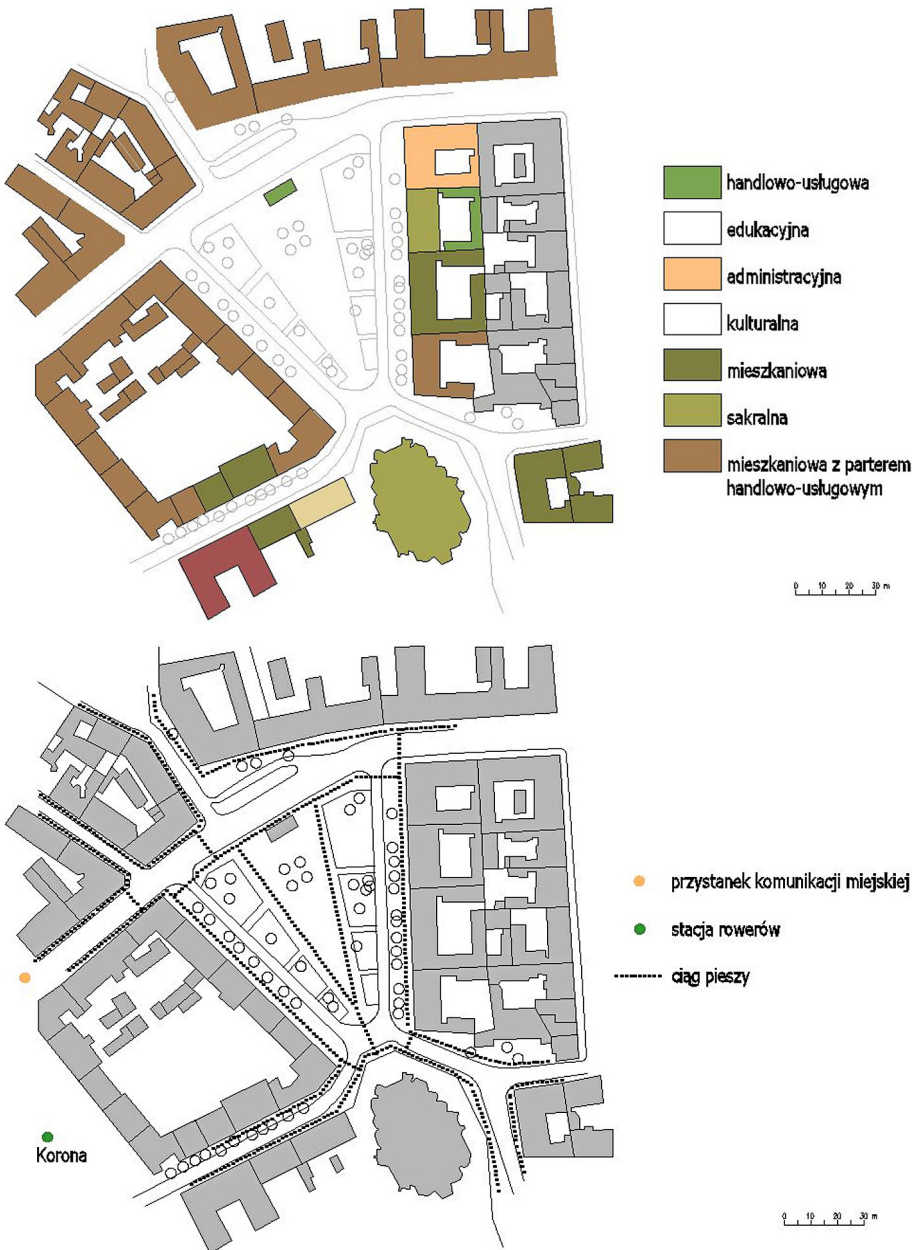 handlowo-usługowa
edukacyjna
administracyjna
kulturalna
mieszkaniowa
sakralna
mieszkaniowa z parterem
handlowo-usługowym
0 10 20 30 m
przystanek komunikacji miejskiej
stacja rowerów
ciąg pieszy
Korona
0 10 20 30 m